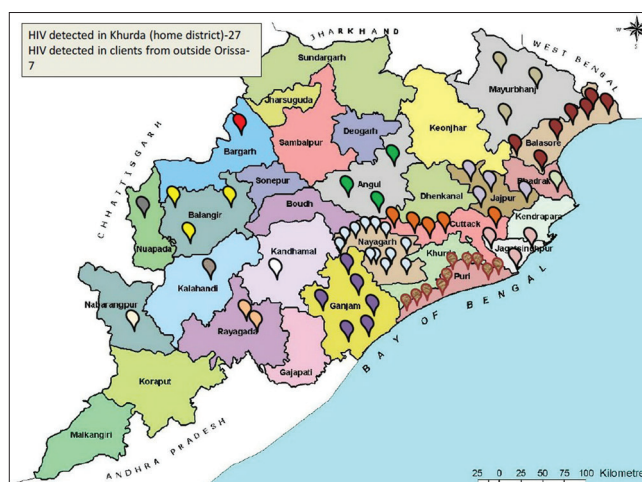 HIV detected in Khurda (home district)-27
HIV detected in clients from outside Orissa-
7
JHARKHAND
WEST BENGAL
Sundargarh
Mayurbhanj
Jharsuguda
CHHATTISGARH
Sambalpur
Deogarh
Keonjhar
Balasore
Bargarh
Bhadrak
Sonepur
Angul
Dhenkanal
Jajpur
Balangir
Boudh
Kendrapara
Nuapada
Cuttack
Nayagarh
Kandhamal
Jagatsinghpur
Kalahandi
Puri
Nabarangpur
Ganjam
Rayagada
BAY OF BENGAL
Gajapati
Koraput
Malkangiri
ANDHRA PRADESH
25 0 25 50 75 100 Kilometre